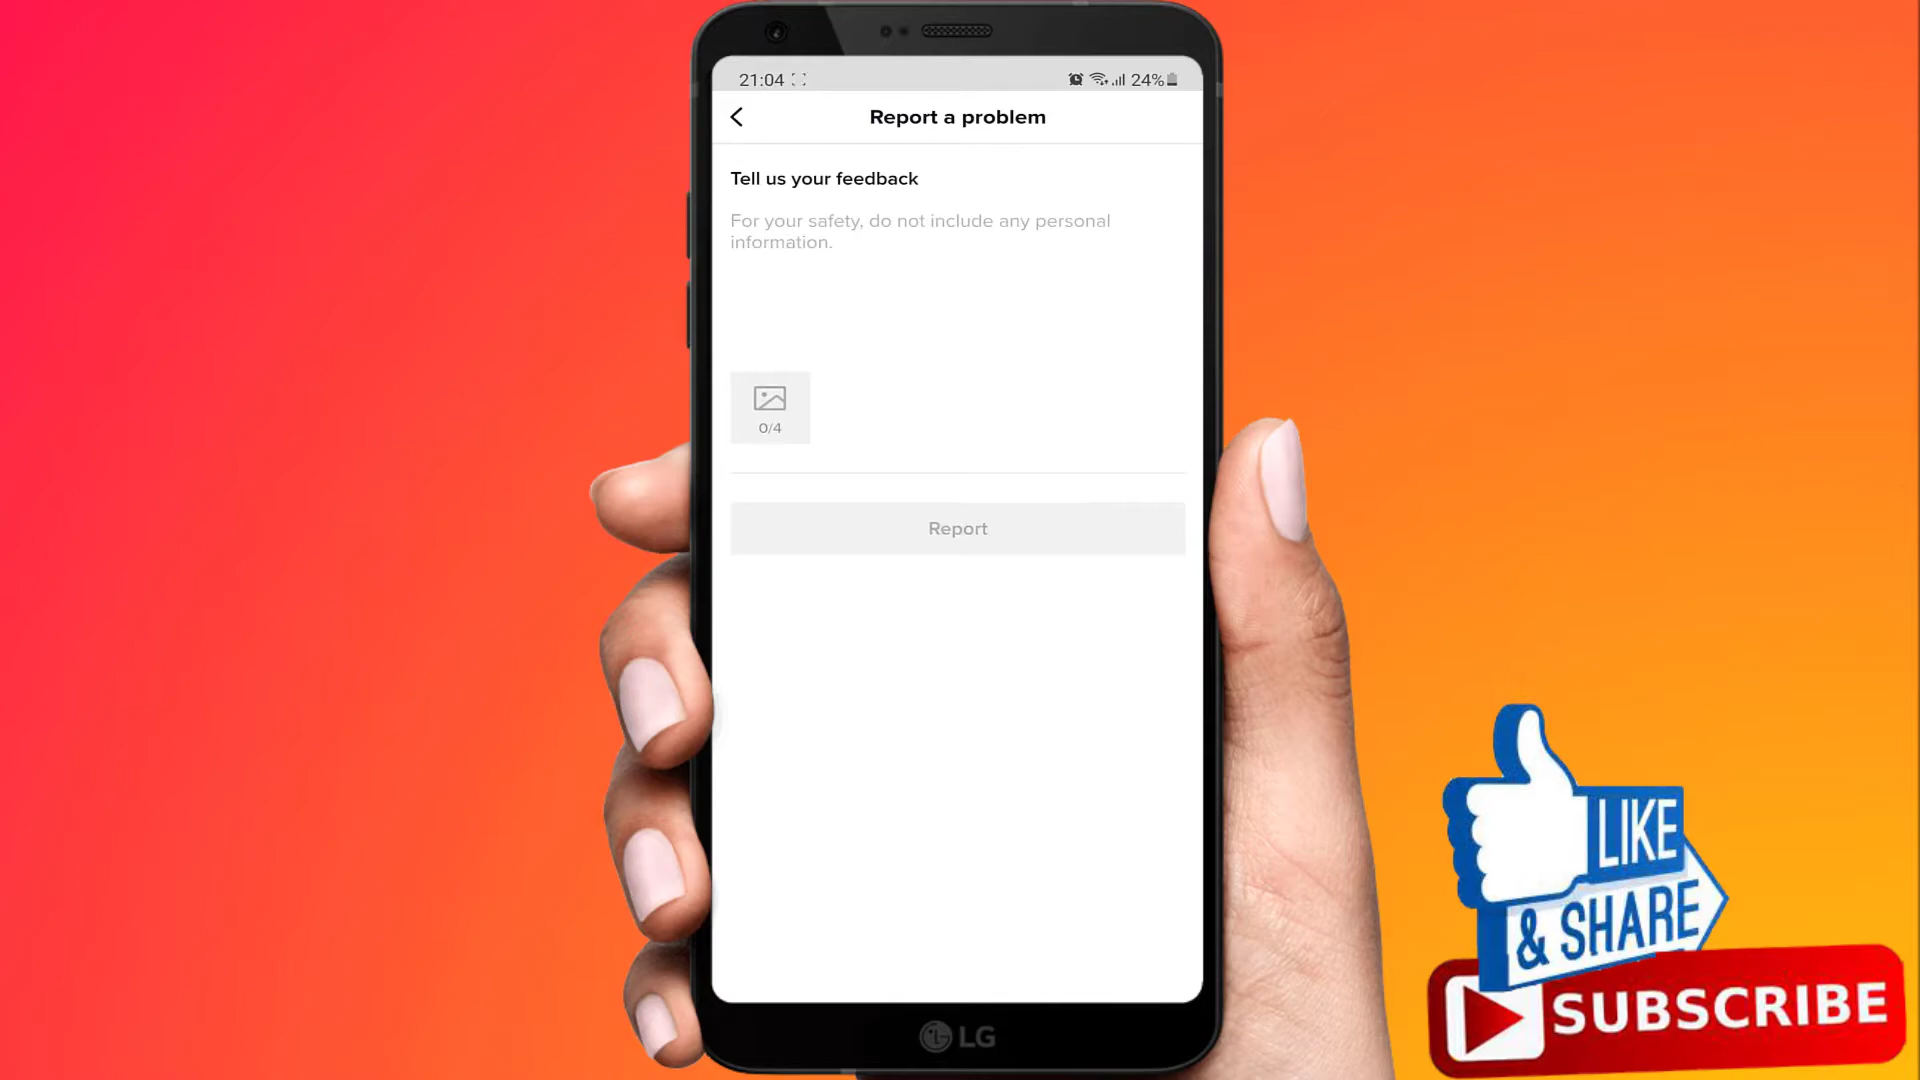 21:04
24%
Report a problem
Tell us your feedback
For your safety, do not include any personal
information.
0/4
Report
LG
LIKE
& SHARE
SUBSCRIBE